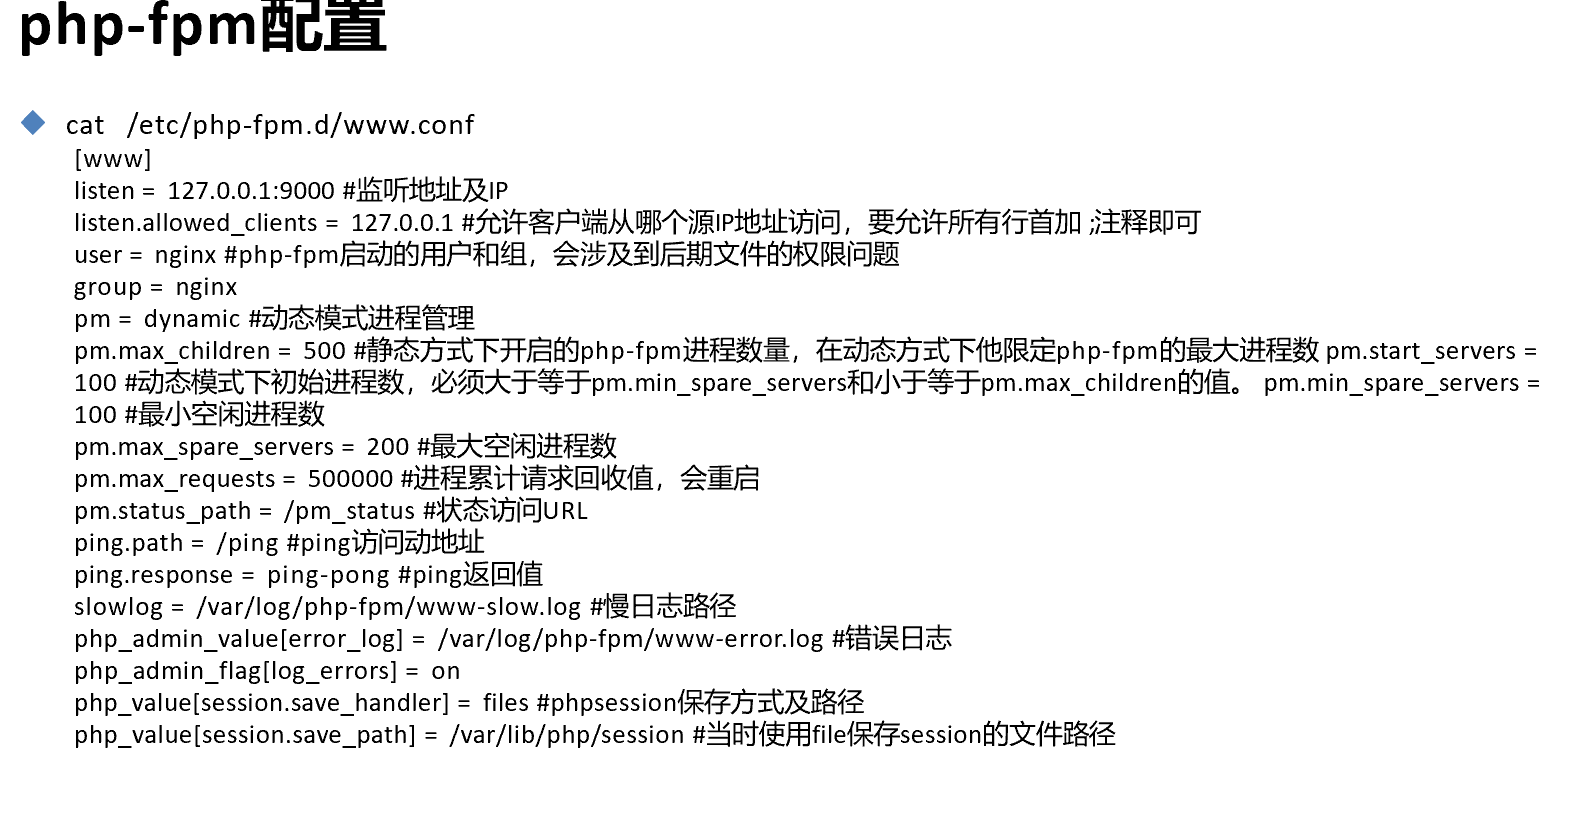 php-fpm配置
cat /etc/php-fpm.d/www.conf
[www]
listen = 127.0.0.1:9000 #监听地址及IP
listen.allowed_clients = 127.0.0.1 #允许客户端从哪个源IP地址访问，要允许所有行首加 ;注释即可
user = nginx #php-fpm启动的用户和组，会涉及到后期文件的权限问题
group = nginx
pm = dynamic #动态模式进程管理
pm.max_children = 500 #静态方式下开启的php-fpm进程数量，在动态方式下他限定php-fpm的最大进程数 pm.start_servers =
100 #动态模式下初始进程数，必须大于等于pm.min_spare_servers和小于等于pm.max_children的值。 pm.min_spare_servers =
100 #最小空闲进程数
pm.max_spare_servers = 200 #最大空闲进程数
pm.max_requests = 500000 #进程累计请求回收值，会重启
pm.status_path = /pm_status #状态访问URL
ping.path = /ping #ping访问动地址
ping.response = ping-pong #ping返回值
slowlog = /var/log/php-fpm/www-slow.log #慢日志路径
php_admin_value[error_log] = /var/log/php-fpm/www-error.log #错误日志
php_admin_flag[log_errors] = on
php_value[session.save_handler] = files #phpsession保存方式及路径
php_value[session.save_path] = /var/lib/php/session #当时使用file保存session的文件路径